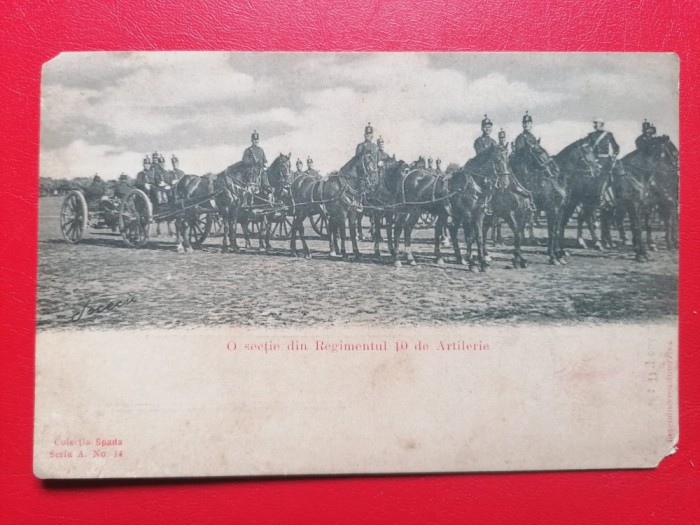 O secție din Regimentul 10 de Artilerie
Colecția Spada
Seria A. No. 14